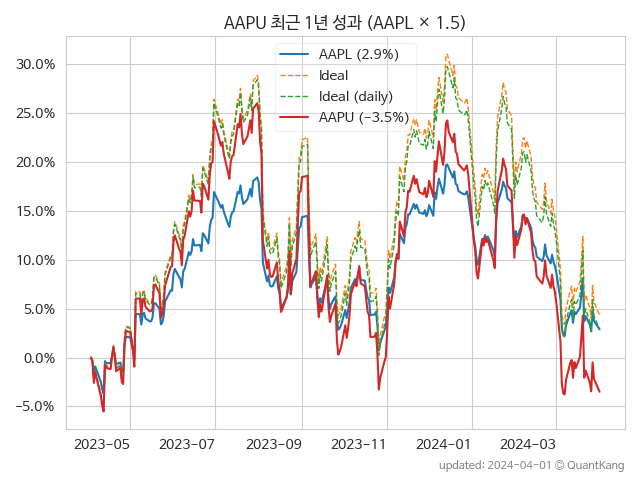 AAPU 최근 1년 성과 (AAPL × 1.5)
AAPL (2.9%)
Ideal
Ideal (daily)
AAPU (−3.5%)
30.0%
25.0%
20.0%
15.0%
10.0%
5.0%
0.0%
−5.0%
2023-05 2023-07 2023-09 2023-11 2024-01 2024-03
updated: 2024-04-01 © QuantKang